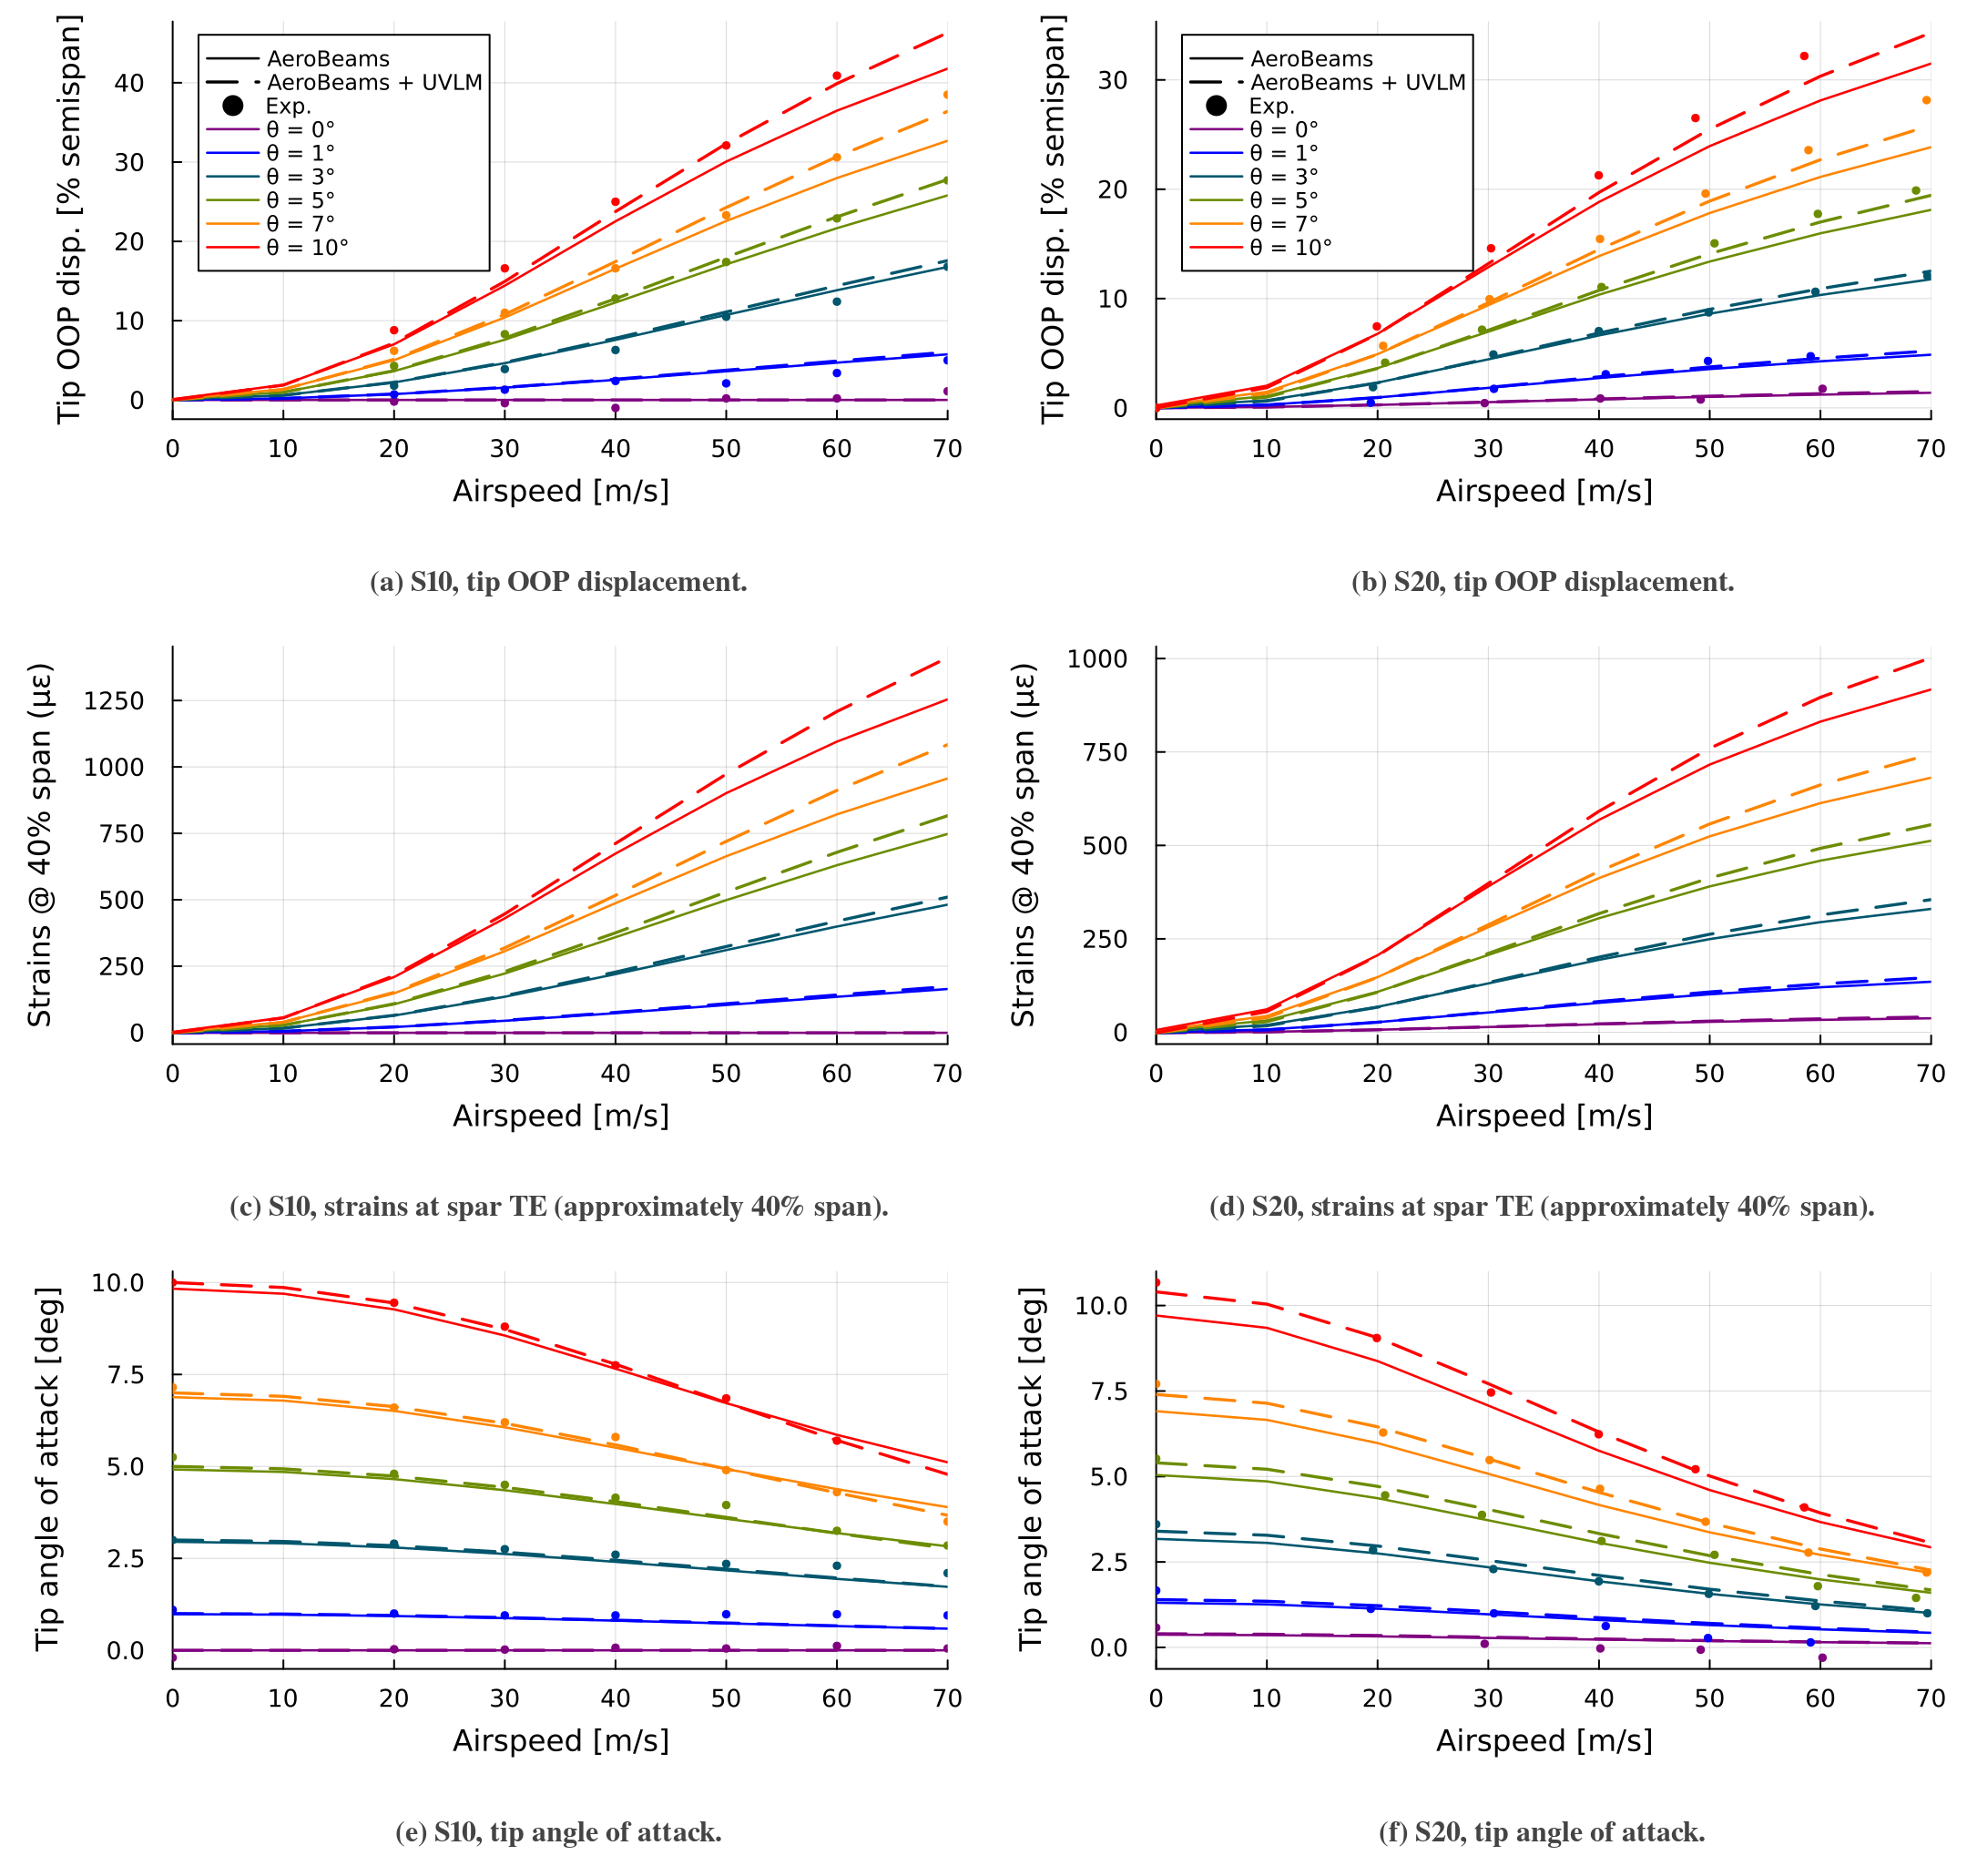 Tip OOP disp. [% semispan]
40
30
20
10
0
AeroBeams
AeroBeams + UVLM
Exp.
θ = 0°
θ = 1°
θ = 3°
θ = 5°
θ = 7°
θ = 10°
0 10 20 30 40 50 60 70
Airspeed [m/s]
(a) S10, tip OOP displacement.
Tip OOP disp. [% semispan]
30
20
10
0
AeroBeams
AeroBeams + UVLM
Exp.
θ = 0°
θ = 1°
θ = 3°
θ = 5°
θ = 7°
θ = 10°
0 10 20 30 40 50 60 70
Airspeed [m/s]
(b) S20, tip OOP displacement.
Strains @ 40% span (με)
1250
1000
750
500
250
0
0 10 20 30 40 50 60 70
Airspeed [m/s]
(c) S10, strains at spar TE (approximately 40% span).
Strains @ 40% span (με)
1000
750
500
250
0
0 10 20 30 40 50 60 70
Airspeed [m/s]
(d) S20, strains at spar TE (approximately 40% span).
Tip angle of attack [deg]
10.0
7.5
5.0
2.5
0.0
0 10 20 30 40 50 60 70
Airspeed [m/s]
(e) S10, tip angle of attack.
Tip angle of attack [deg]
10.0
7.5
5.0
2.5
0.0
0 10 20 30 40 50 60 70
Airspeed [m/s]
(f) S20, tip angle of attack.